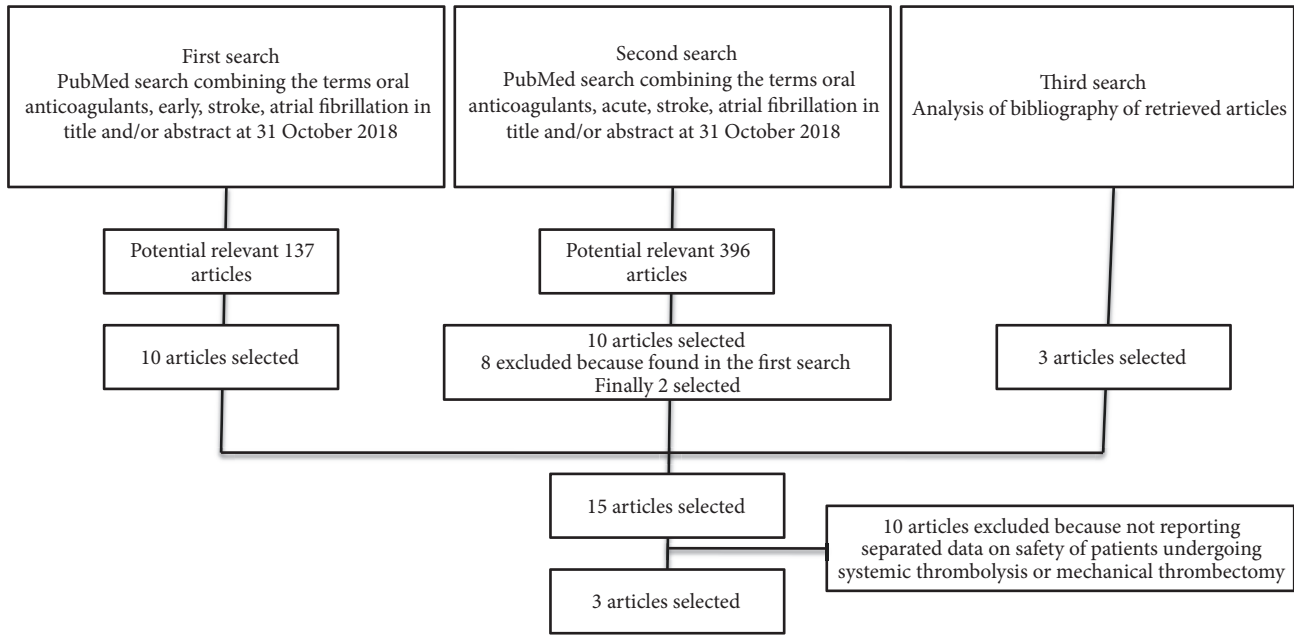 First search
PubMed search combining the terms oral
anticoagulants, early, stroke, atrial fibrillation in
title and/or abstract at 31 October 2018
Second search
PubMed search combining the terms oral
anticoagulants, acute, stroke, atrial fibrillation in
title and/or abstract at 31 October 2018
Third search
Analysis of bibliography of retrieved articles
Potential relevant 137
articles
Potential relevant 396
articles
10 articles selected
10 articles selected
8 excluded because found in the first search
Finally 2 selected
3 articles selected
15 articles selected
10 articles excluded because not reporting
separated data on safety of patients undergoing
systemic thrombolysis or mechanical thrombectomy
3 articles selected